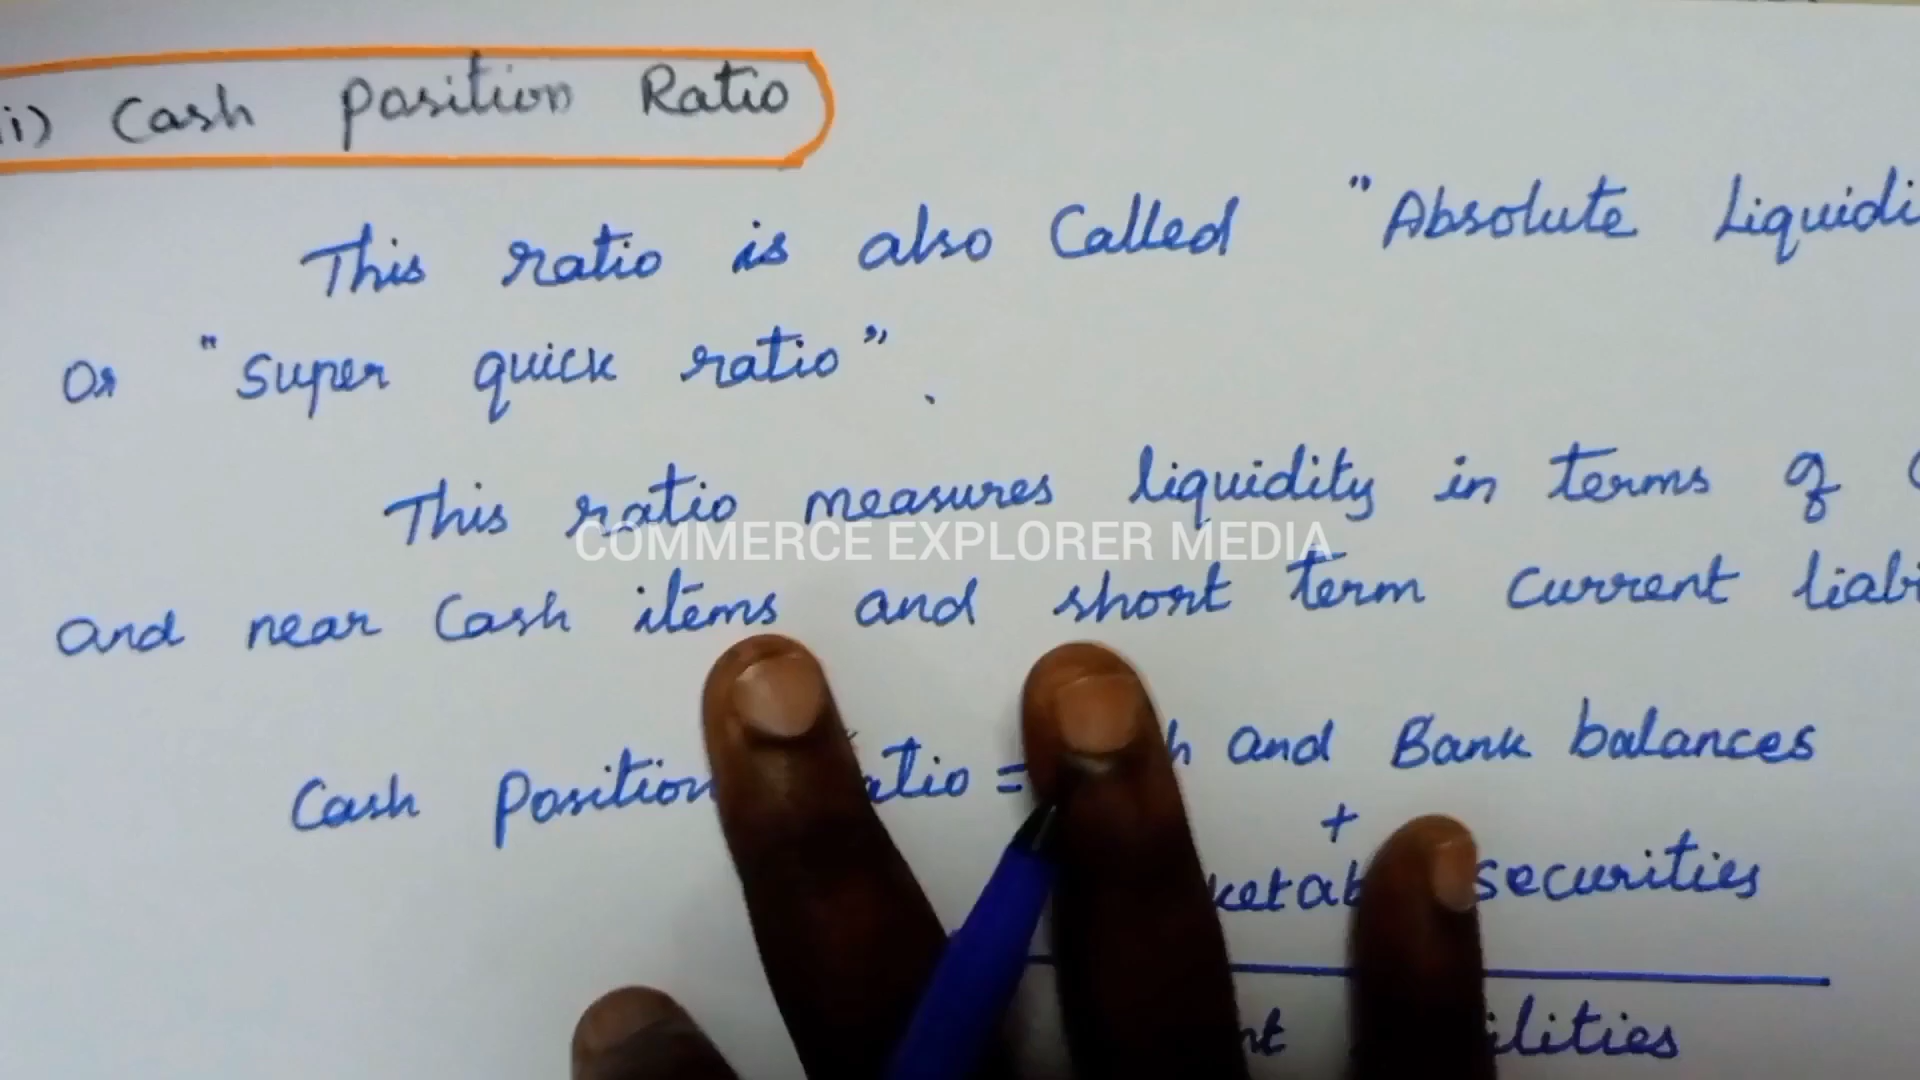 i) Cash position Ratio
This ratio is also Called "Absolute Liquidi
Or "Super quick ratio".
This ratio measures liquidity in terms of
COMMERCE EXPLORER MEDIA
and near Cash items and short term Current liabi
Cash Position atio = h and Bank balances
+
ketab securities
nt ilities